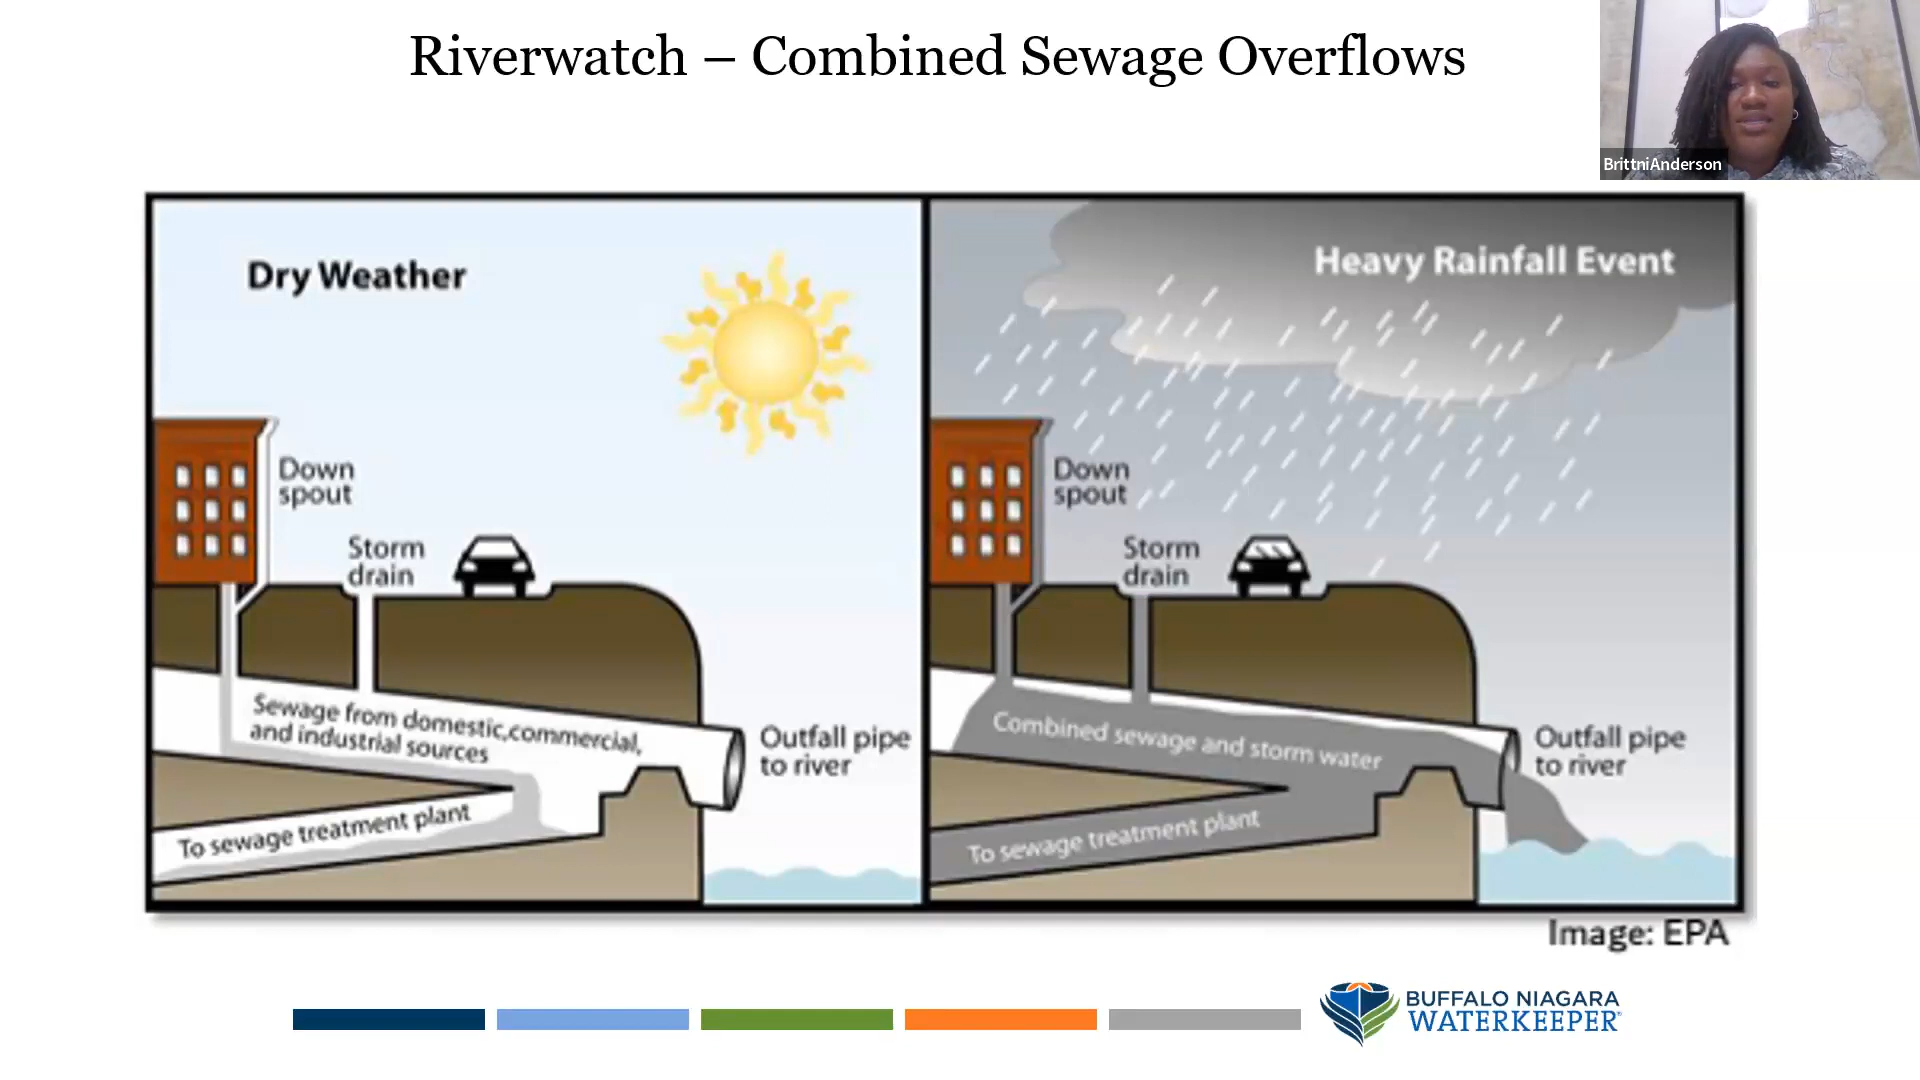 Riverwatch – Combined Sewage Overflows
BrittniAnderson
Dry Weather
Down
spout
Storm
drain
Sewage from domestic,commercial,
and industrial sources
To sewage treatment plant
Outfall pipe
to river
Heavy Rainfall Event
Down
spout
Storm
drain
Combined sewage and storm water
To sewage treatment plant
Outfall pipe
to river
Image: EPA
BUFFALO NIAGARA
WATERKEEPER®